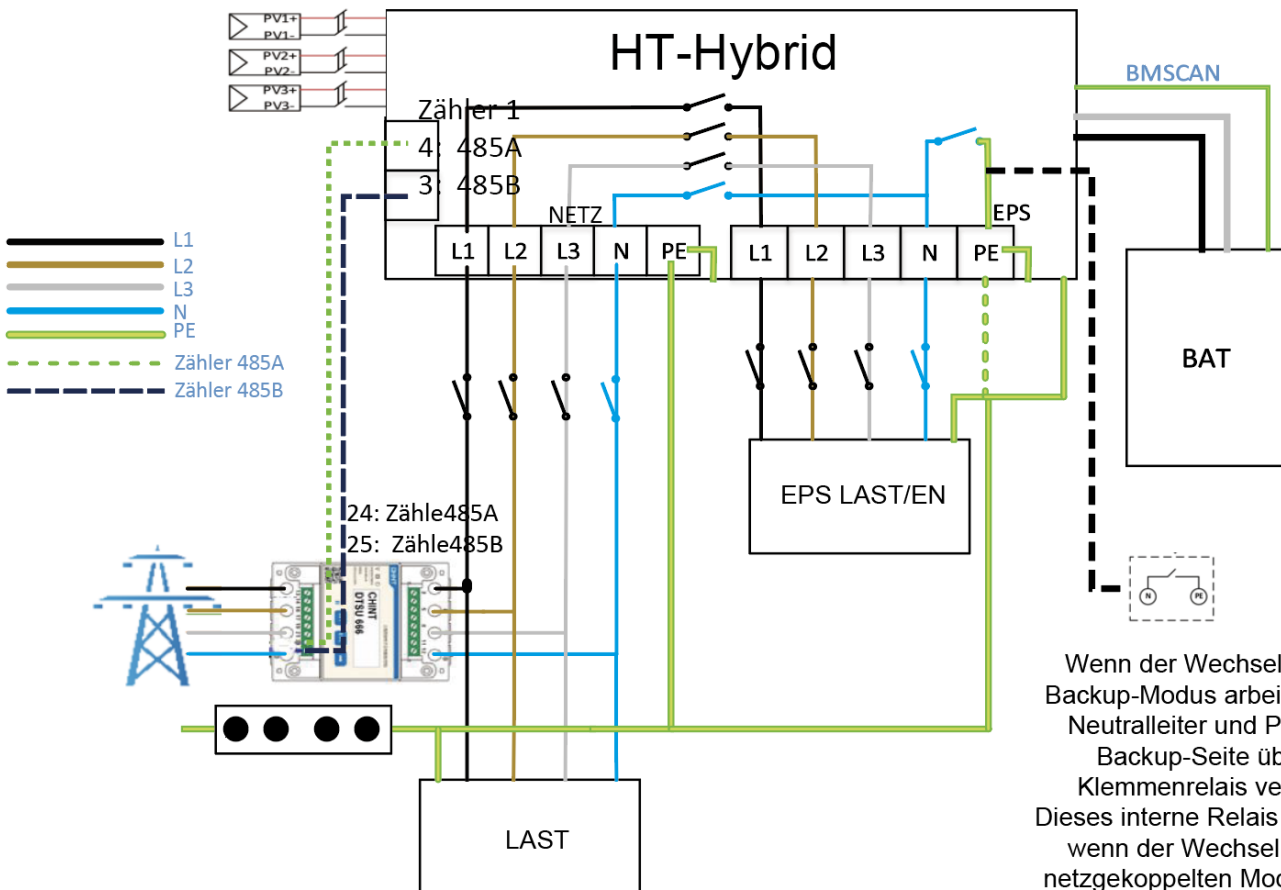 PV1+
PV1-
PV2+
PV2-
PV3+
PV3-
HT-Hybrid
BMSCAN
Zähler 1
4: 485A
3: 485B
NETZ
EPS
L1 L2 L3 N PE
L1 L2 L3 N PE
L1
L2
L3
N
PE
Zähler 485A
Zähler 485B
BAT
EPS LAST/EN
24: Zähle485A
25: Zähle485B
CHINT
DTSU 666
N PE
Wenn der Wechsel
Backup-Modus arbei
Neutralleiter und P
Backup-Seite üb
Klemmenrelais ve
Dieses interne Relais
wenn der Wechsel
netzgekoppelten Mod
LAST